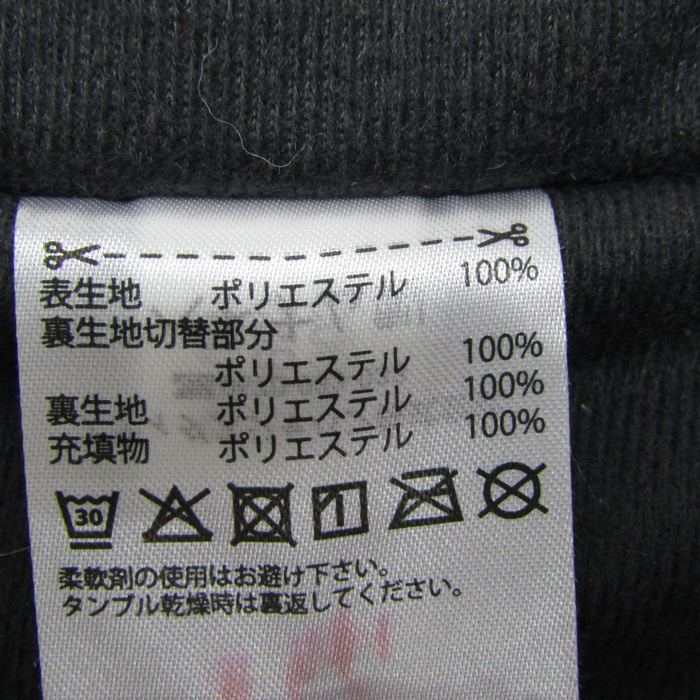 表生地 ポリエステル 100%
裏生地切替部分
ポリエステル 100%
裏生地 ポリエステル 100%
充填物 ポリエステル 100%
30
柔軟剤の使用はお避け下さい。
タンブル乾燥時は裏返してください。